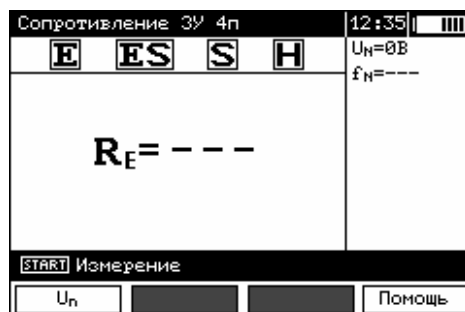 Сопротивление ЗУ 4п
12:35
E ES S H
UN=0В
fN=---
RE= ---
START Измерение
Un
Помощь